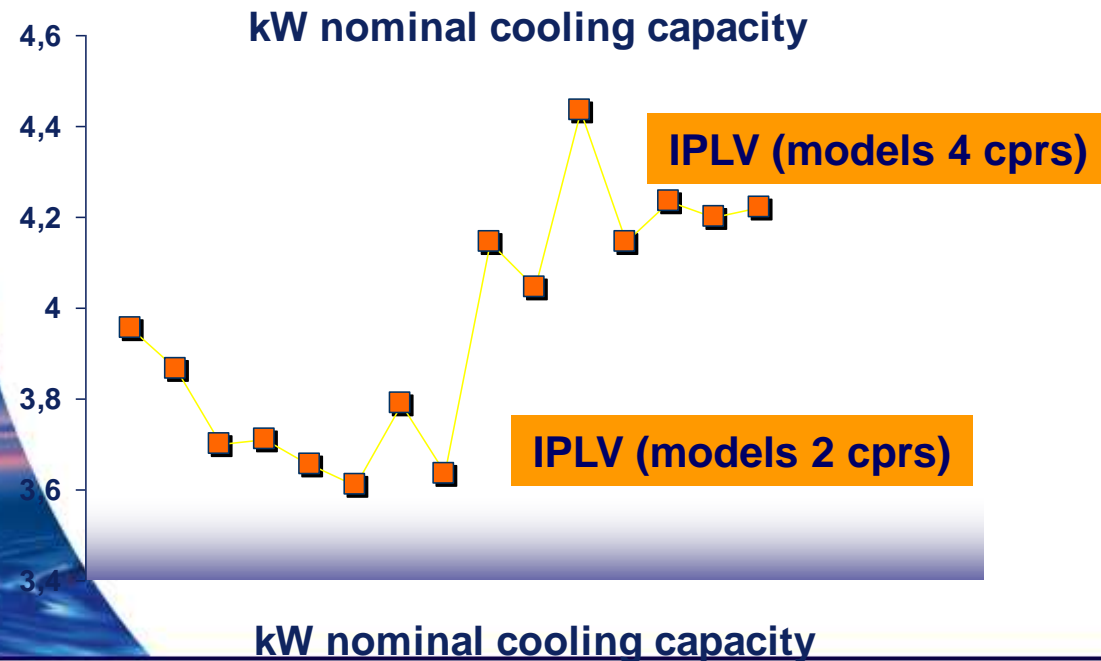 kW nominal cooling capacity
4,6
4,4
IPLV (models 4 cprs)
4,2
4
3,8
IPLV (models 2 cprs)
3,6
3,4
kW nominal cooling capacity